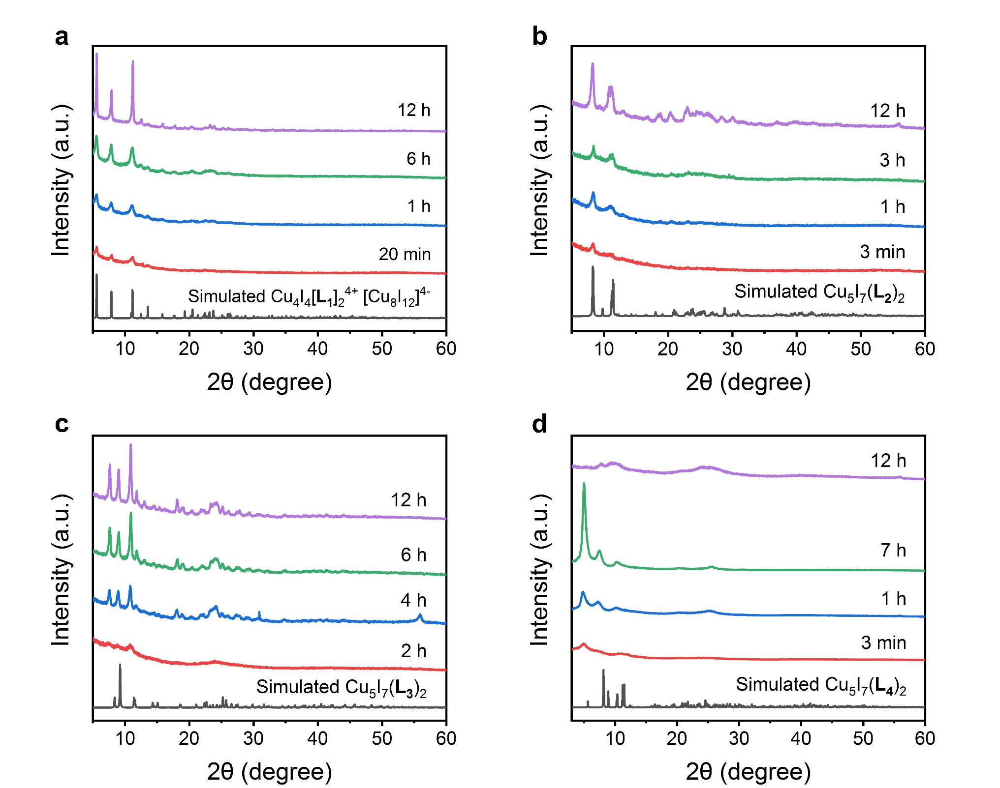 a
Intensity (a.u.)
12 h
6 h
1 h
20 min
Simulated Cu₄I₄[L₁]₂⁴⁺ [Cu₈I₁₂]⁴⁻
10 20 30 40 50 60
2θ (degree)
b
Intensity (a.u.)
12 h
3 h
1 h
3 min
Simulated Cu₅I₇(L₂)₂
10 20 30 40 50 60
2θ (degree)
c
Intensity (a.u.)
12 h
6 h
4 h
2 h
Simulated Cu₅I₇(L₃)₂
10 20 30 40 50 60
2θ (degree)
d
Intensity (a.u.)
12 h
7 h
1 h
3 min
Simulated Cu₅I₇(L₄)₂
10 20 30 40 50 60
2θ (degree)